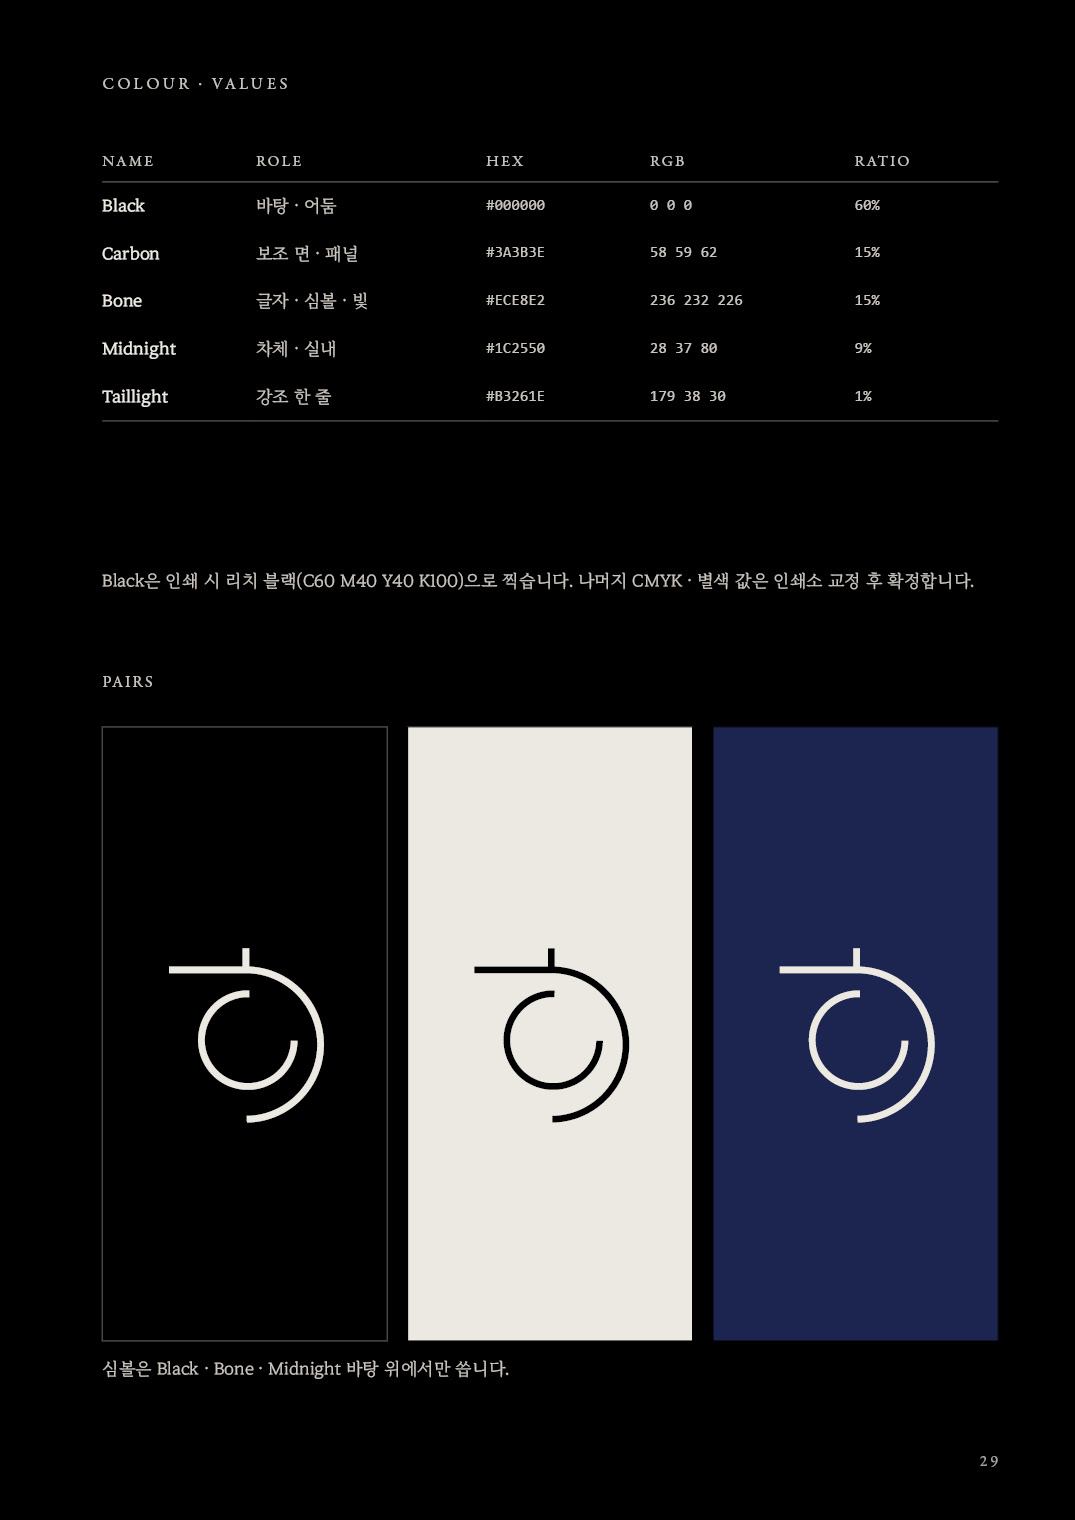 COLOUR · VALUES
NAME ROLE HEX RGB RATIO
Black 바탕 · 어둠 #000000 0 0 0 60%
Carbon 보조 면 · 패널 #3A3B3E 58 59 62 15%
Bone 글자 · 심볼 · 빛 #ECE8E2 236 232 226 15%
Midnight 차체 · 실내 #1C2550 28 37 80 9%
Taillight 강조 한 줄 #B3261E 179 38 30 1%
Black은 인쇄 시 리치 블랙(C60 M40 Y40 K100)으로 찍습니다. 나머지 CMYK · 별색 값은 인쇄소 교정 후 확정합니다.
PAIRS
심볼은 Black · Bone · Midnight 바탕 위에서만 씁니다.
29